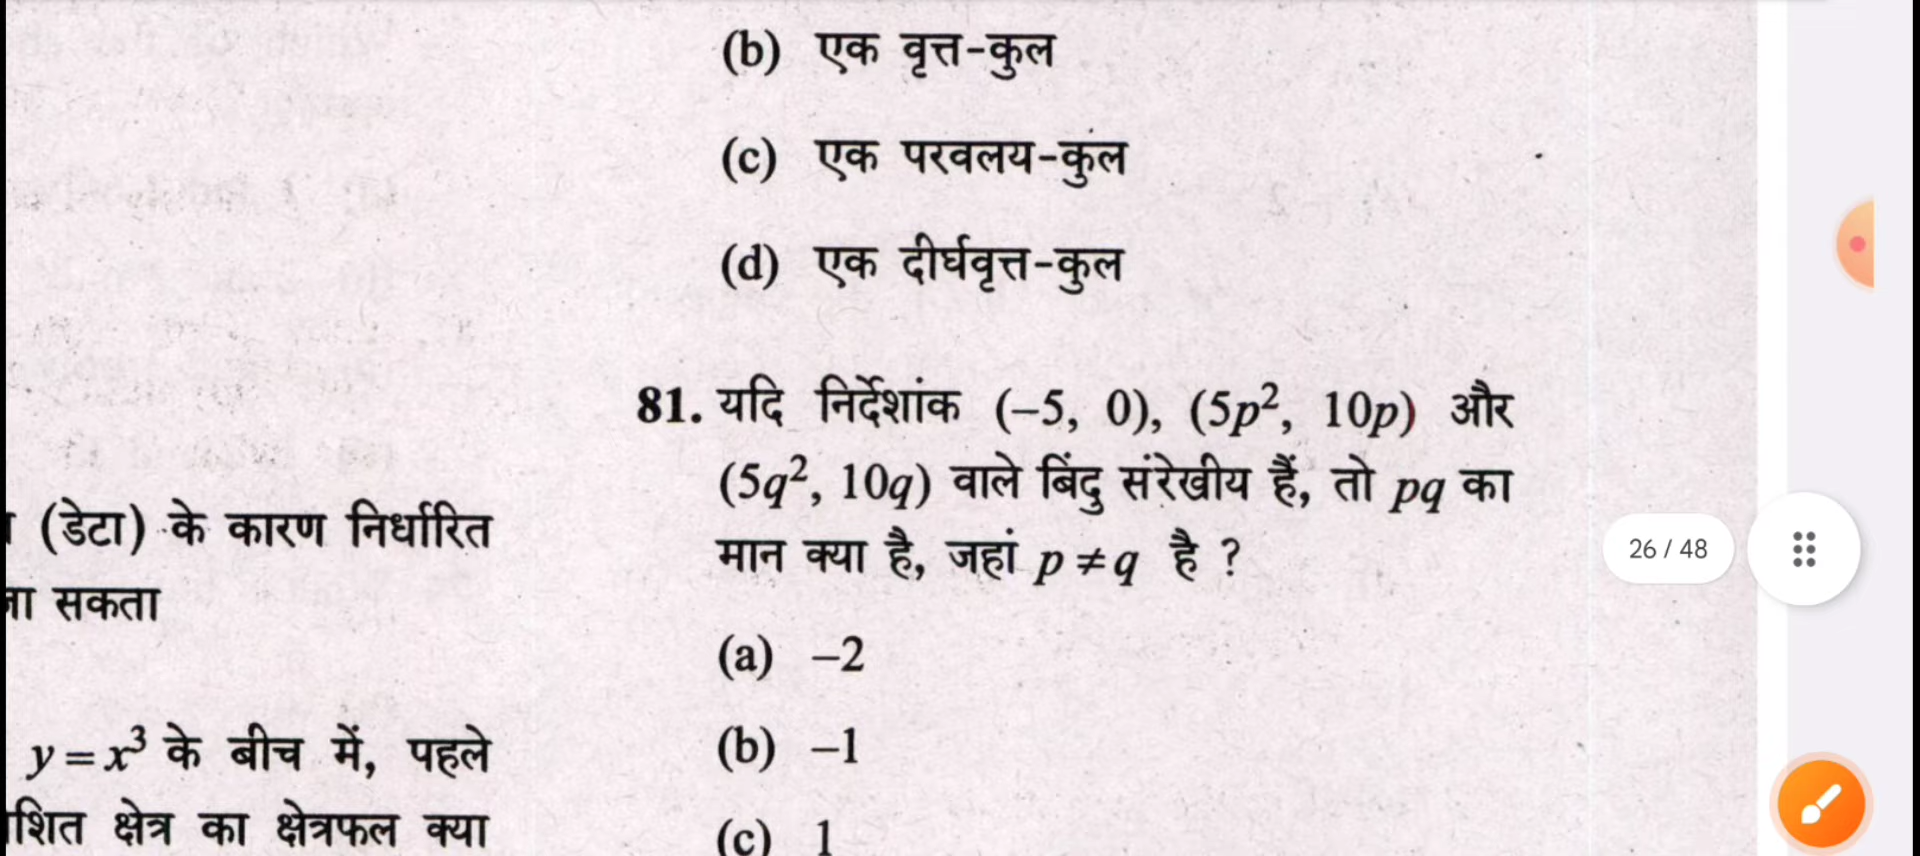 (b) एक वृत्त-कुल
(c) एक परवलय-कुल
(d) एक दीर्घवृत्त-कुल
81. यदि निर्देशांक (–5, 0), (5p², 10p) और
(5q², 10q) वाले बिंदु संरेखीय हैं, तो pq का
मान क्या है, जहां p ≠ q है ?
(a) –2
(b) –1
(c) 1
(डेटा) के कारण निर्धारित
सकता
y = x³ के बीच में, पहले
क्षेत्र का क्षेत्रफल क्या
26 / 48